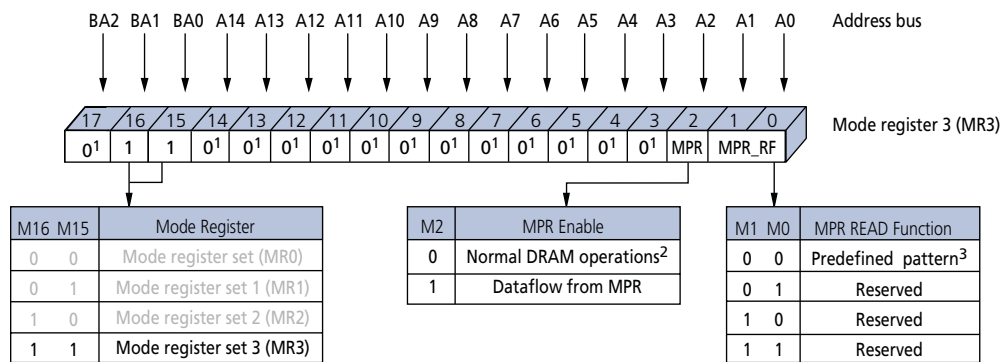 BA2 BA1 BA0 A14 A13 A12 A11 A10 A9 A8 A7 A6 A5 A4 A3 A2 A1 A0 Address bus
17 16 15 14 13 12 11 10 9 8 7 6 5 4 3 2 1 0 Mode register 3 (MR3)
0¹ 1 1 0¹ 0¹ 0¹ 0¹ 0¹ 0¹ 0¹ 0¹ 0¹ 0¹ 0¹ 0¹ MPR MPR_RF
M16 M15 Mode Register
0 0 Mode register set (MR0)
0 1 Mode register set 1 (MR1)
1 0 Mode register set 2 (MR2)
1 1 Mode register set 3 (MR3)
M2 MPR Enable
0 Normal DRAM operations²
1 Dataflow from MPR
M1 M0 MPR READ Function
0 0 Predefined pattern³
0 1 Reserved
1 0 Reserved
1 1 Reserved